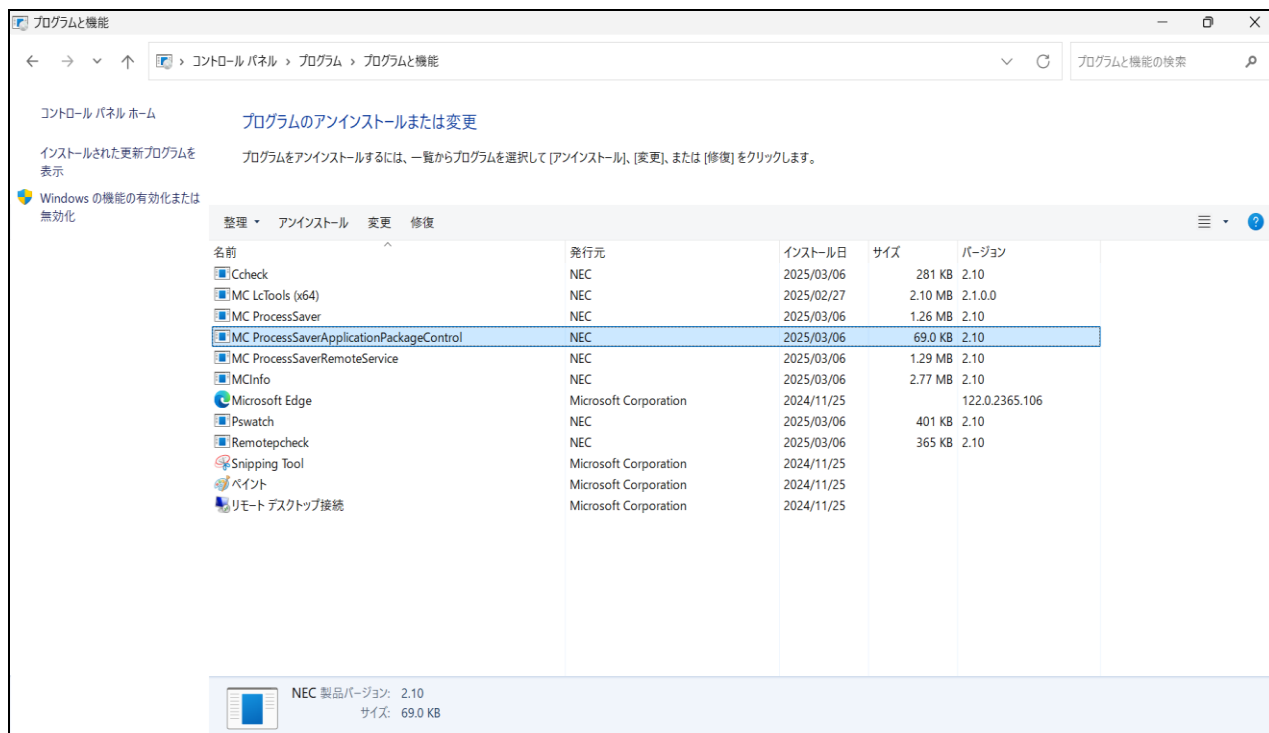 プログラムと機能
コントロール パネル › プログラム › プログラムと機能
プログラムと機能の検索
コントロール パネル ホーム
インストールされた更新プログラムを
表示
Windows の機能の有効化または
無効化
プログラムのアンインストールまたは変更
プログラムをアンインストールするには、一覧からプログラムを選択して [アンインストール]、[変更]、または [修復] をクリックします。
整理 アンインストール 変更 修復
名前 発行元 インストール日 サイズ バージョン
Ccheck NEC 2025/03/06 281 KB 2.10
MC LcTools (x64) NEC 2025/02/27 2.10 MB 2.1.0.0
MC ProcessSaver NEC 2025/03/06 1.26 MB 2.10
MC ProcessSaverApplicationPackageControl NEC 2025/03/06 69.0 KB 2.10
MC ProcessSaverRemoteService NEC 2025/03/06 1.29 MB 2.10
MCInfo NEC 2025/03/06 2.77 MB 2.10
Microsoft Edge Microsoft Corporation 2024/11/25 122.0.2365.106
Pswatch NEC 2025/03/06 401 KB 2.10
Remotepcheck NEC 2025/03/06 365 KB 2.10
Snipping Tool Microsoft Corporation 2024/11/25
ペイント Microsoft Corporation 2024/11/25
リモート デスクトップ接続 Microsoft Corporation 2024/11/25
NEC 製品バージョン: 2.10
サイズ: 69.0 KB